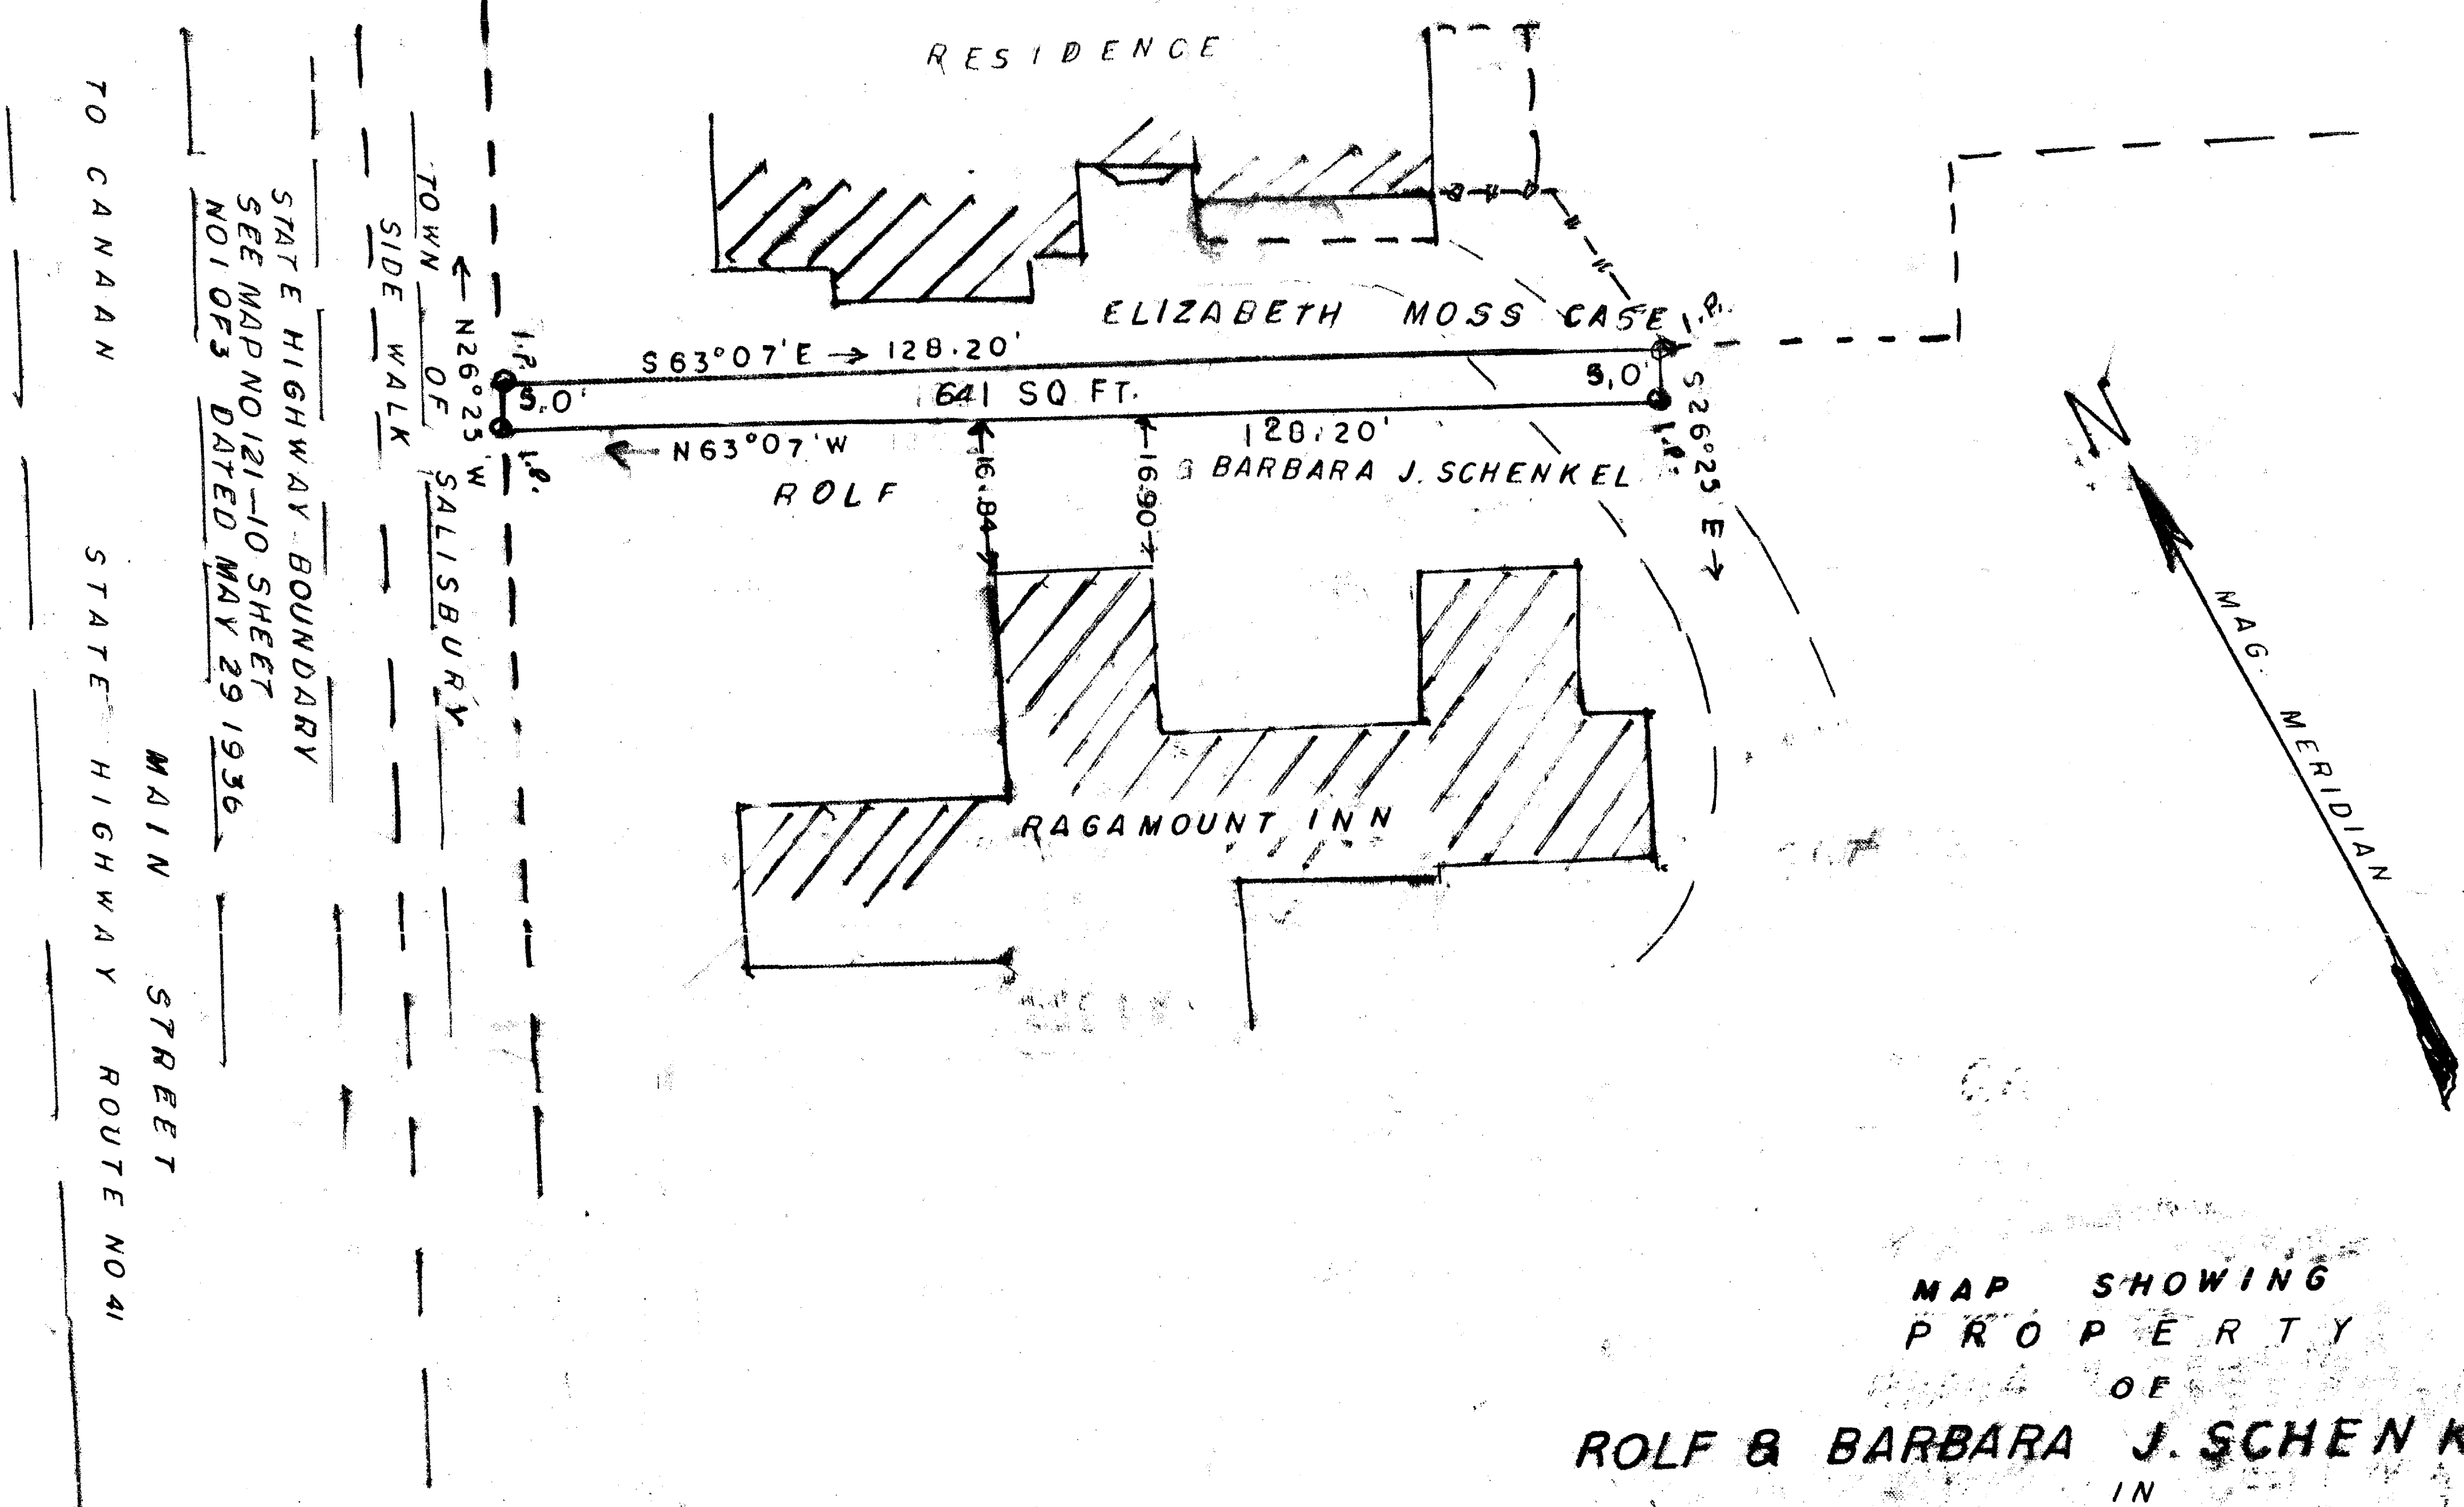 RESIDENCE
TO CANAAN
STATE HIGHWAY ROUTE NO 41
MAIN STREET
STATE HIGHWAY BOUNDARY
SEE MAP NO 121-10 SHEET
NO 1 OF 3 DATED MAY 29 1936
SIDE WALK
TOWN OF SALISBURY
← N26°25'W
I.P.
I.P.
5.0'
S63°07'E → 128.20'
641 SQ FT.
ELIZABETH MOSS CASE
I.P.
5.0'
I.P.
S26°25 E →
← N63°07'W
128.20'
ROLF & BARBARA J. SCHENKEL
16.84
16.90
RAGAMOUNT INN
N
MAG. MERIDIAN
MAP SHOWING
PROPERTY
OF
ROLF & BARBARA J. SCHENK
IN